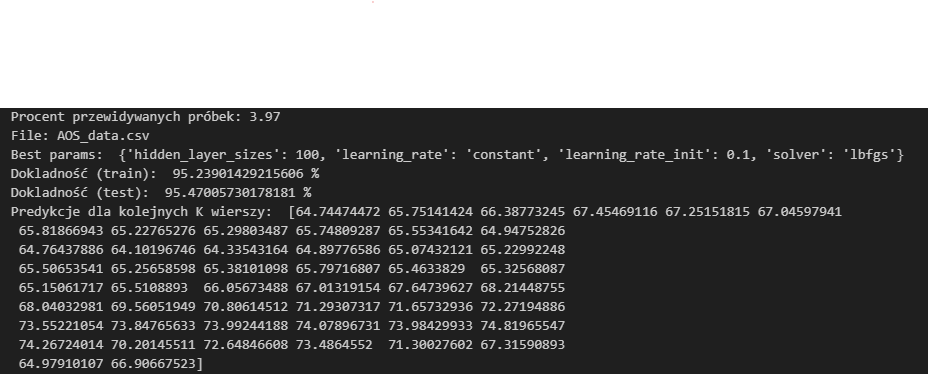 Procent przewidywanych próbek: 3.97
File: AOS_data.csv
Best params:  {'hidden_layer_sizes': 100, 'learning_rate': 'constant', 'learning_rate_init': 0.1, 'solver': 'lbfgs'}
Dokladność (train):  95.23901429215606 %
Dokladność (test):  95.47005730178181 %
Predykcje dla kolejnych K wierszy:  [64.74474472 65.75141424 66.38773245 67.45469116 67.25151815 67.04597941
 65.81866943 65.22765276 65.29803487 65.74809287 65.55341642 64.94752826
 64.76437886 64.10196746 64.33543164 64.89776586 65.07432121 65.22992248
 65.50653541 65.25658598 65.38101098 65.79716807 65.4633829  65.32568087
 65.15061717 65.5108893  66.05673488 67.01319154 67.64739627 68.21448755
 68.04032981 69.56051949 70.80614512 71.29307317 71.65732936 72.27194886
 73.55221054 73.84765633 73.99244188 74.07896731 73.98429933 74.81965547
 74.26724014 70.20145511 72.64846608 73.4864552  71.30027602 67.31590893
 64.97910107 66.90667523]